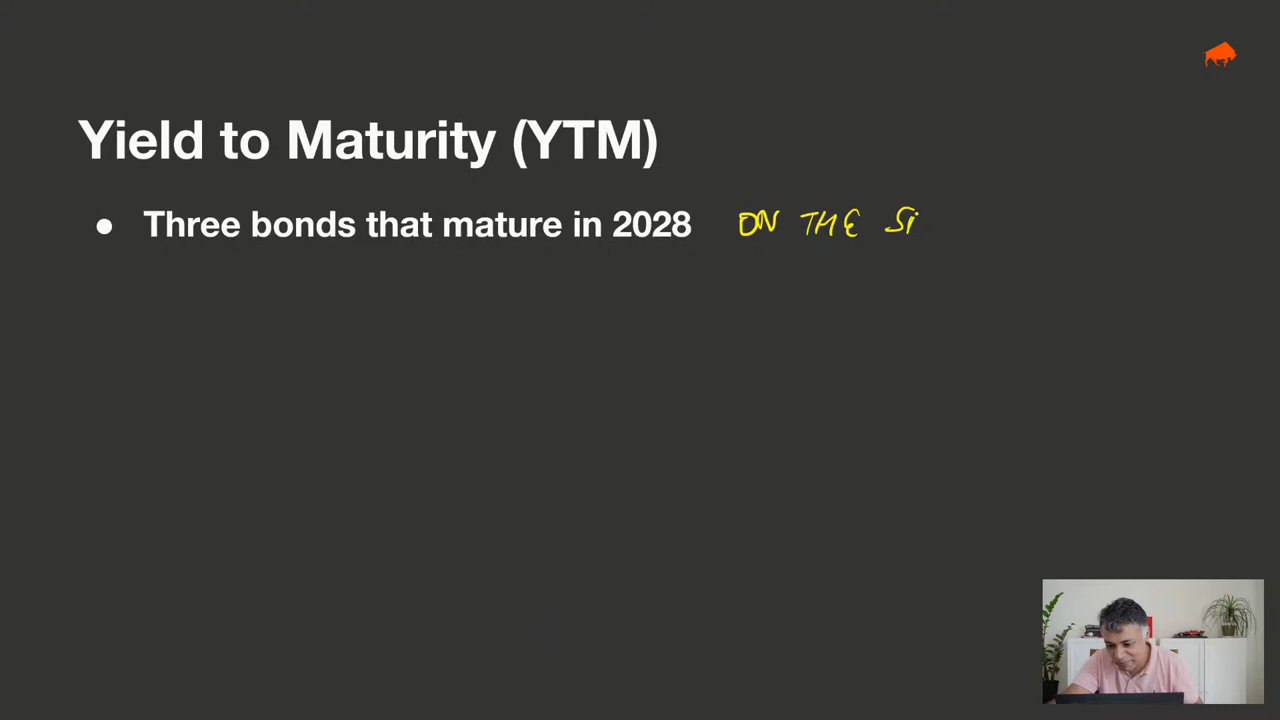 Yield to Maturity (YTM)
● Three bonds that mature in 2028 ON THE Si